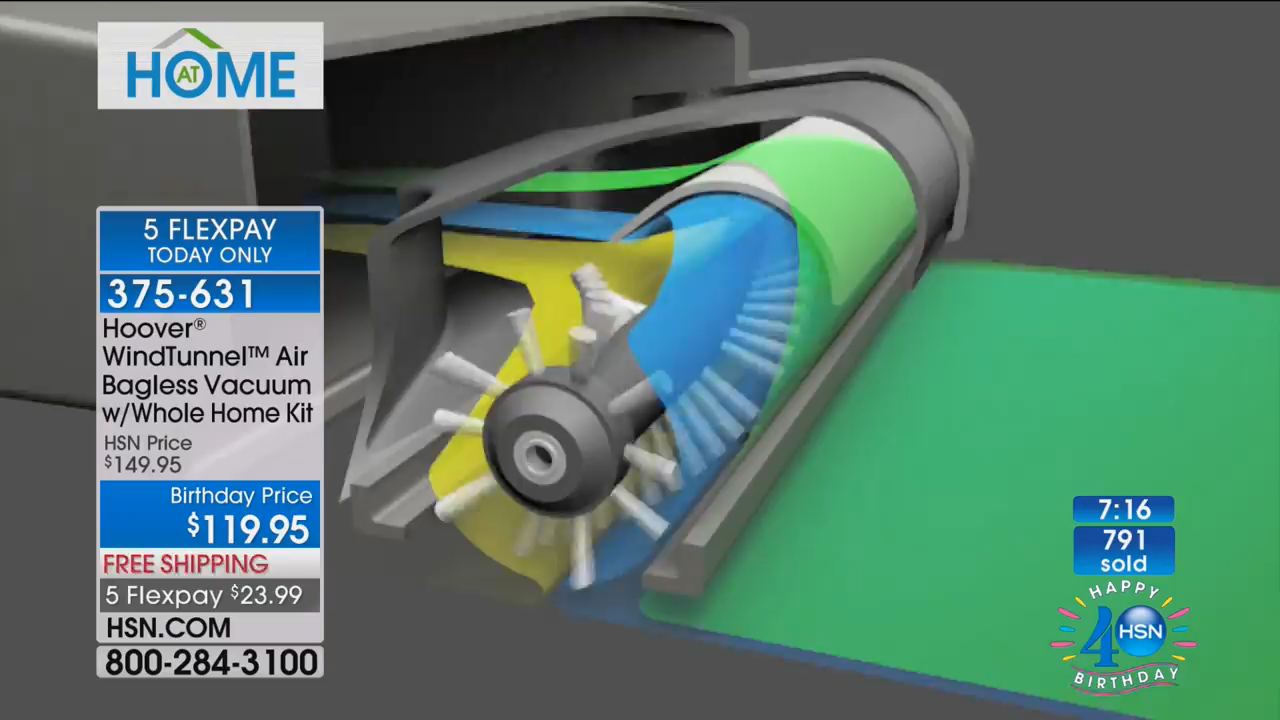 HOME
AT
5 FLEXPAY
TODAY ONLY
375-631
Hoover®
WindTunnel™ Air
Bagless Vacuum
w/Whole Home Kit
HSN Price
$149.95
Birthday Price
$119.95
FREE SHIPPING
5 Flexpay $23.99
HSN.COM
800-284-3100
7:16
791
sold
HAPPY
40
HSN
BIRTHDAY